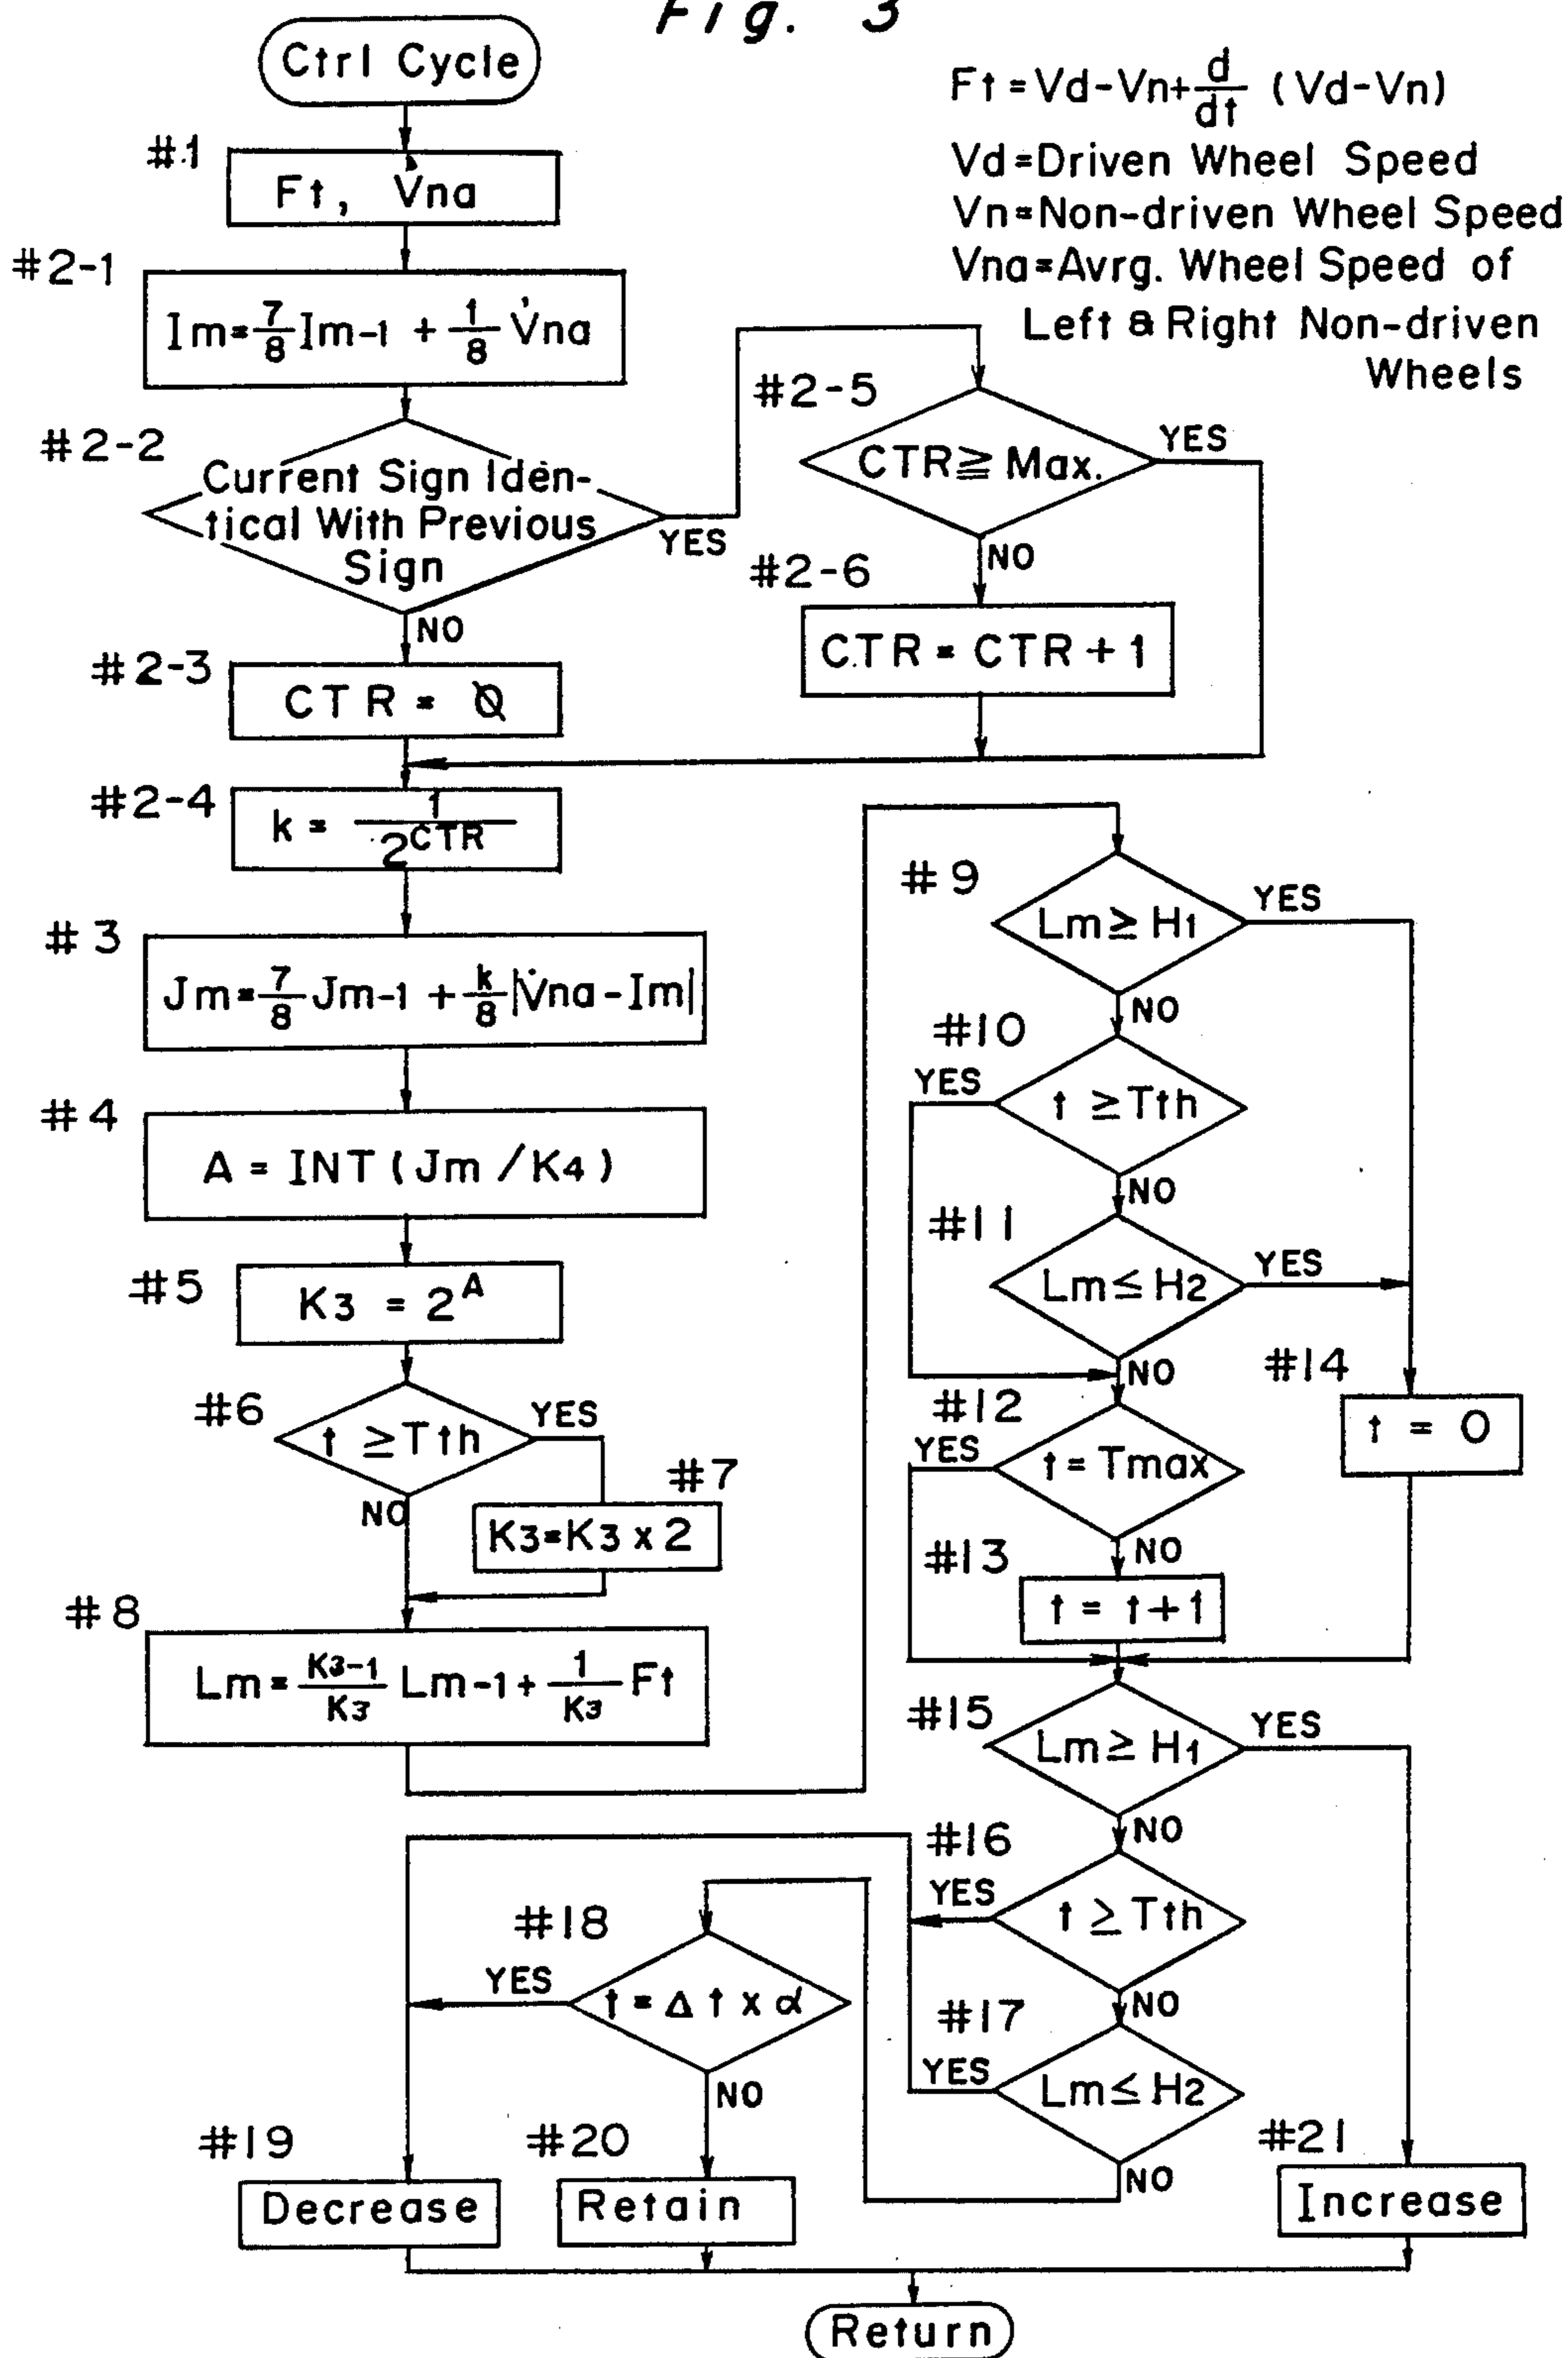 Fig. 3
Ctrl Cycle
Ft = Vd-Vn+ d/dt (Vd-Vn)
Vd=Driven Wheel Speed
Vn=Non-driven Wheel Speed
Vna=Avrg. Wheel Speed of
Left & Right Non-driven
Wheels
#1
Ft, V̇na
#2-1
Im= 7/8 Im-1 + 1/8 V̇na
#2-2
Current Sign Iden-
tical With Previous
Sign
YES
NO
#2-3
CTR = Ø
#2-5
CTR≧Max.
YES
NO
#2-6
CTR = CTR+1
#2-4
k = 1/2^CTR
#3
Jm= 7/8 Jm-1 + k/8 |V̇na-Im|
#4
A = INT(Jm/K4)
#5
K3 = 2^A
#6
t ≥Tth
YES
NO
#7
K3=K3 x 2
#8
Lm= K3-1/K3 Lm-1+ 1/K3 Ft
#9
Lm≥H1
YES
NO
#10
t ≥Tth
YES
NO
#11
Lm≤H2
YES
NO
#12
t=Tmax
YES
NO
#13
t = t+1
#14
t = 0
#15
Lm≥H1
YES
NO
#16
t ≥Tth
YES
NO
#17
Lm≤H2
YES
NO
#18
t=Δt x α
YES
NO
#19
Decrease
#20
Retain
#21
Increase
Return